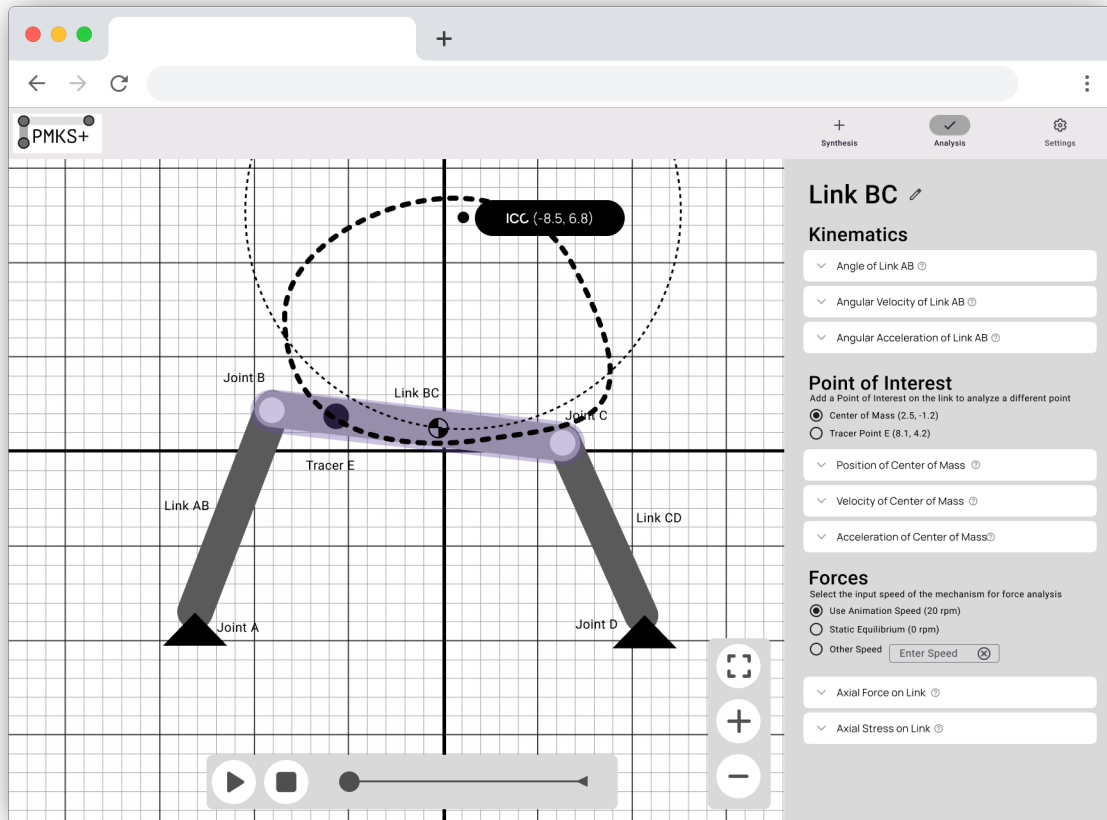 PMKS+
Synthesis
Analysis
Settings
ICC (-8.5, 6.8)
Joint B
Link BC
Joint C
Tracer E
Link AB
Link CD
Joint A
Joint D
Link BC
Kinematics
Angle of Link AB
Angular Velocity of Link AB
Angular Acceleration of Link AB
Point of Interest
Add a Point of Interest on the link to analyze a different point
Center of Mass (2.5, -1.2)
Tracer Point E (8.1, 4.2)
Position of Center of Mass
Velocity of Center of Mass
Acceleration of Center of Mass
Forces
Select the input speed of the mechanism for force analysis
Use Animation Speed (20 rpm)
Static Equilibrium (0 rpm)
Other Speed
Enter Speed
Axial Force on Link
Axial Stress on Link